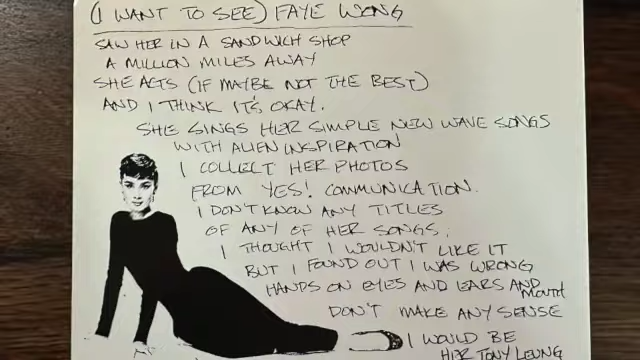 (I WANT TO SEE) FAYE WONG
SAW HER IN A SANDWICH SHOP
A MILLION MILES AWAY
SHE ACTS (IF MAYBE NOT THE BEST)
AND I THINK IT'S OKAY.
SHE SINGS HER SIMPLE NEW WAVE SONGS
WITH ALIEN INSPIRATION
I COLLECT HER PHOTOS
FROM YES! COMMUNICATION.
I DON'T KNOW ANY TITLES
OF ANY OF HER SONGS.
I THOUGHT I WOULDN'T LIKE IT
BUT I FOUND OUT I WAS WRONG
HANDS ON EYES AND EARS AND MOUTH
DON'T MAKE ANY SENSE
I WOULD BE
HER TONY LEUNG